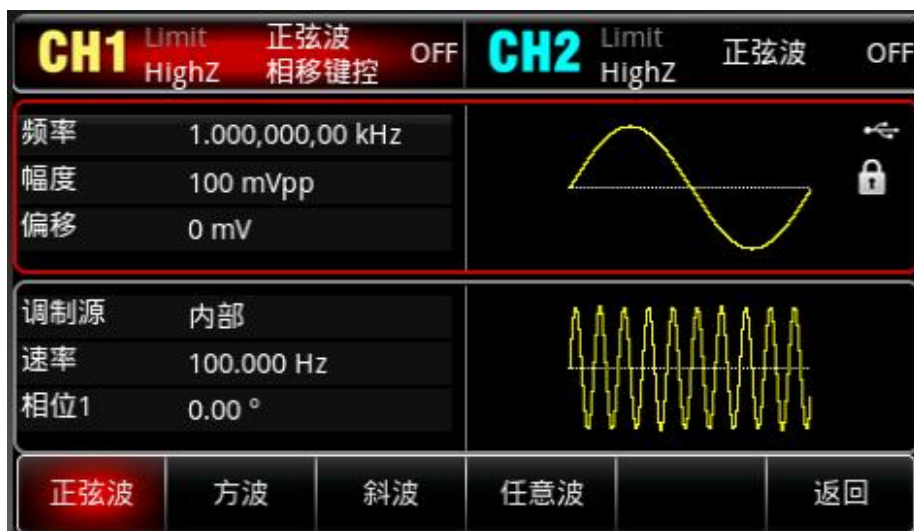 CH1 Limit 正弦波 OFF CH2 Limit 正弦波 OFF
HighZ 相移键控 HighZ
频率 1.000,000,00 kHz
幅度 100 mVpp
偏移 0 mV
调制源 内部
速率 100.000 Hz
相位1 0.00 °
正弦波 方波 斜波 任意波 返回